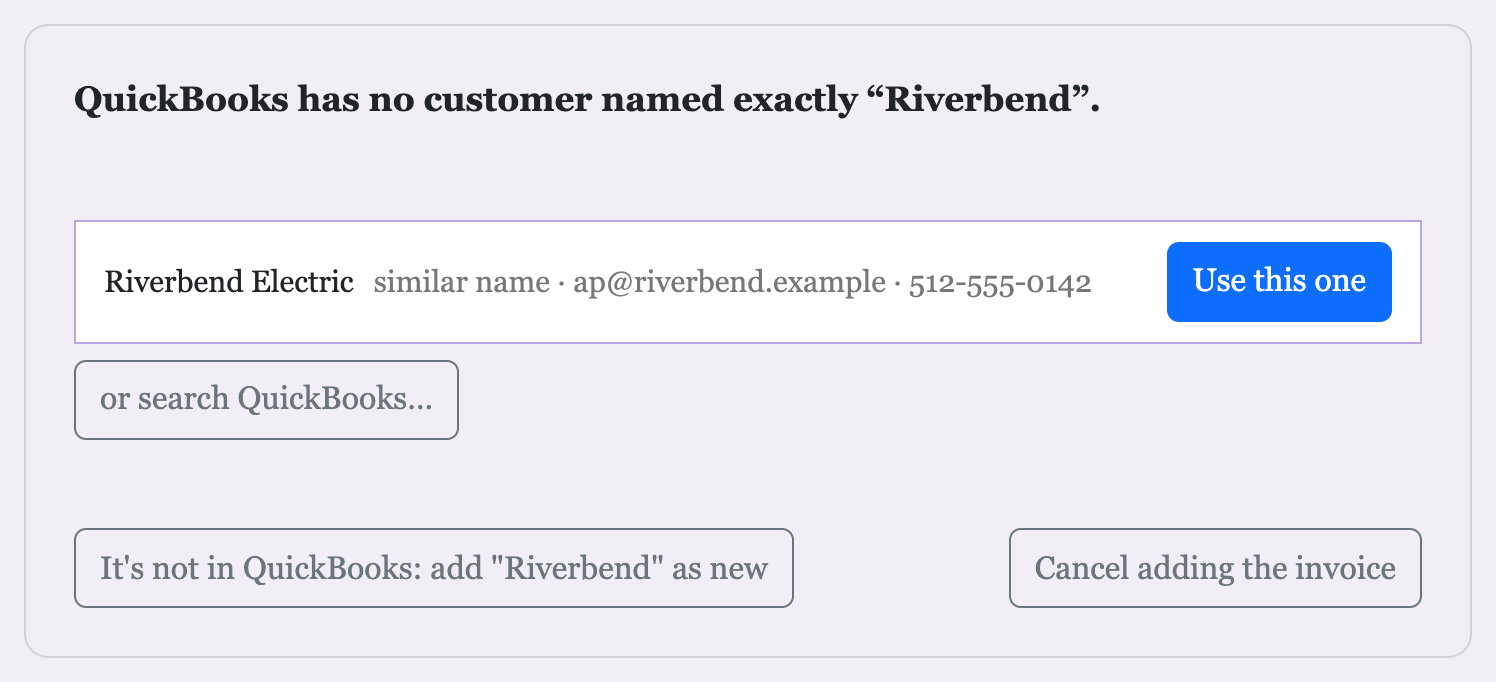 QuickBooks has no customer named exactly “Riverbend”.
Riverbend Electric similar name · ap@riverbend.example · 512-555-0142 Use this one
or search QuickBooks...
It's not in QuickBooks: add "Riverbend" as new Cancel adding the invoice